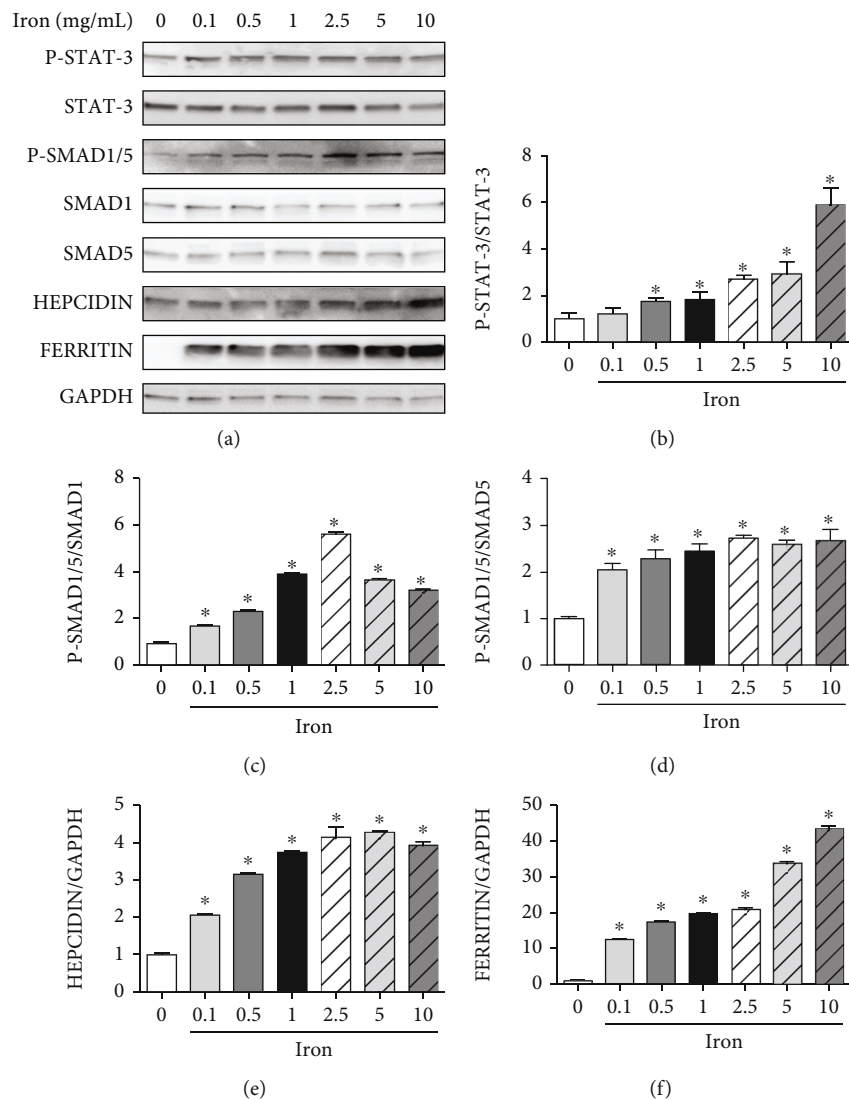 Iron (mg/mL) 0 0.1 0.5 1 2.5 5 10
P-STAT-3
STAT-3
P-SMAD1/5
SMAD1
SMAD5
HEPCIDIN
FERRITIN
GAPDH
(a)
P-STAT-3/STAT-3
8
6
4
2
0
* * * * *
0 0.1 0.5 1 2.5 5 10
Iron
(b)
P-SMAD1/5/SMAD1
8
6
4
2
0
* * * * * *
0 0.1 0.5 1 2.5 5 10
Iron
(c)
P-SMAD1/5/SMAD5
4
3
2
1
0
* * * * * *
0 0.1 0.5 1 2.5 5 10
Iron
(d)
HEPCIDIN/GAPDH
5
4
3
2
1
0
* * * * * *
0 0.1 0.5 1 2.5 5 10
Iron
(e)
FERRITIN/GAPDH
50
40
30
20
10
0
* * * * * *
0 0.1 0.5 1 2.5 5 10
Iron
(f)